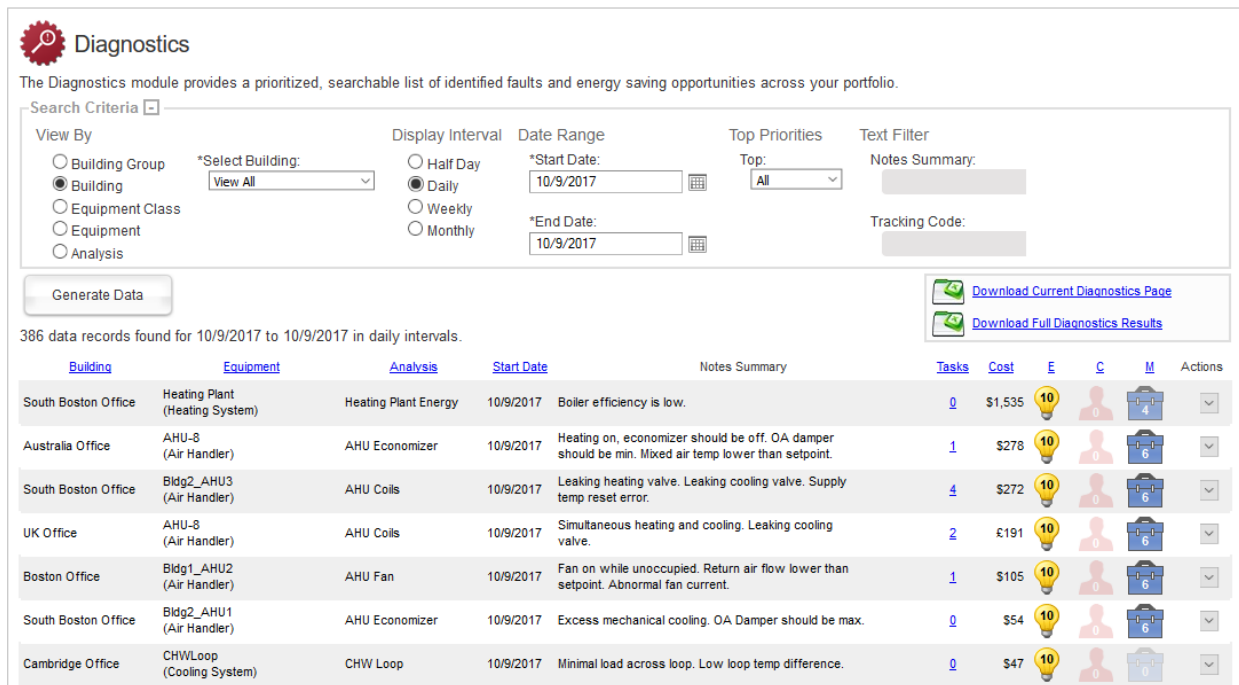 Diagnostics
The Diagnostics module provides a prioritized, searchable list of identified faults and energy saving opportunities across your portfolio.
Search Criteria
View By
Building Group
Building
Equipment Class
Equipment
Analysis
*Select Building:
View All
Display Interval
Half Day
Daily
Weekly
Monthly
Date Range
*Start Date:
10/9/2017
*End Date:
10/9/2017
Top Priorities
Top:
All
Text Filter
Notes Summary:
Tracking Code:
Generate Data
Download Current Diagnostics Page
Download Full Diagnostics Results
386 data records found for 10/9/2017 to 10/9/2017 in daily intervals.
Building Equipment Analysis Start Date Notes Summary Tasks Cost E C M Actions
South Boston Office Heating Plant (Heating System) Heating Plant Energy 10/9/2017 Boiler efficiency is low. 0 $1,535 10 0 4
Australia Office AHU-8 (Air Handler) AHU Economizer 10/9/2017 Heating on, economizer should be off. OA damper should be min. Mixed air temp lower than setpoint. 1 $278 10 0 6
South Boston Office Bldg2_AHU3 (Air Handler) AHU Coils 10/9/2017 Leaking heating valve. Leaking cooling valve. Supply temp reset error. 4 $272 10 0 6
UK Office AHU-8 (Air Handler) AHU Coils 10/9/2017 Simultaneous heating and cooling. Leaking cooling valve. 2 £191 10 0 6
Boston Office Bldg1_AHU2 (Air Handler) AHU Fan 10/9/2017 Fan on while unoccupied. Return air flow lower than setpoint. Abnormal fan current. 1 $105 10 0 6
South Boston Office Bldg2_AHU1 (Air Handler) AHU Economizer 10/9/2017 Excess mechanical cooling. OA Damper should be max. 0 $54 10 0 6
Cambridge Office CHWLoop (Cooling System) CHW Loop 10/9/2017 Minimal load across loop. Low loop temp difference. 0 $47 10 0 0